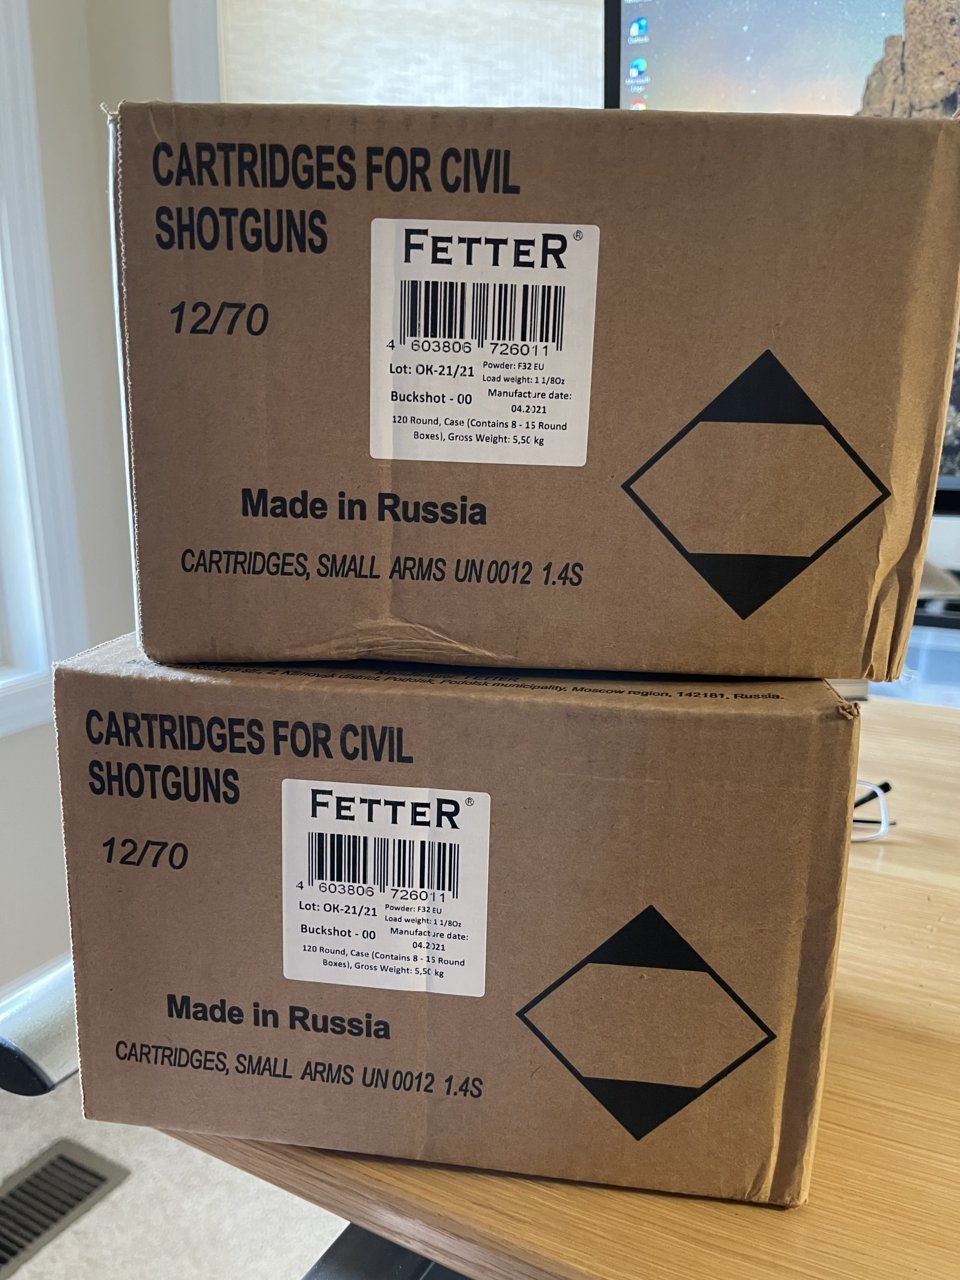 CARTRIDGES FOR CIVIL
SHOTGUNS
12/70
FETTER®
4 603806 726011
Lot: OK-21/21
Powder: F32 EU
Load weight: 1 1/8Oz
Buckshot - 00
Manufacture date:
04.2021
120 Round, Case (Contains 8 - 15 Round
Boxes), Gross Weight: 5,50 kg
Made in Russia
CARTRIDGES, SMALL ARMS UN 0012 1.4S
district, Podolsk, Podolsk municipality, Moscow region, 142181, Russia.
CARTRIDGES FOR CIVIL
SHOTGUNS
12/70
FETTER®
4 603806 726011
Lot: OK-21/21
Powder: F32 EU
Load weight: 1 1/8Oz
Buckshot - 00
Manufacture date:
04.2021
120 Round, Case (Contains 8 - 15 Round
Boxes), Gross Weight: 5,50 kg
Made in Russia
CARTRIDGES, SMALL ARMS UN 0012 1.4S